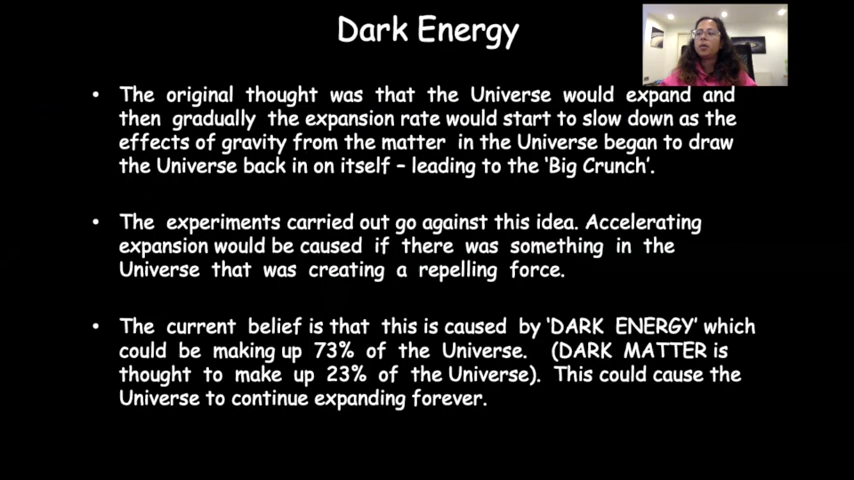 Dark Energy
• The original thought was that the Universe would expand and
then gradually the expansion rate would start to slow down as the
effects of gravity from the matter in the Universe began to draw
the Universe back in on itself – leading to the 'Big Crunch'.
• The experiments carried out go against this idea. Accelerating
expansion would be caused if there was something in the
Universe that was creating a repelling force.
• The current belief is that this is caused by 'DARK ENERGY' which
could be making up 73% of the Universe. (DARK MATTER is
thought to make up 23% of the Universe). This could cause the
Universe to continue expanding forever.